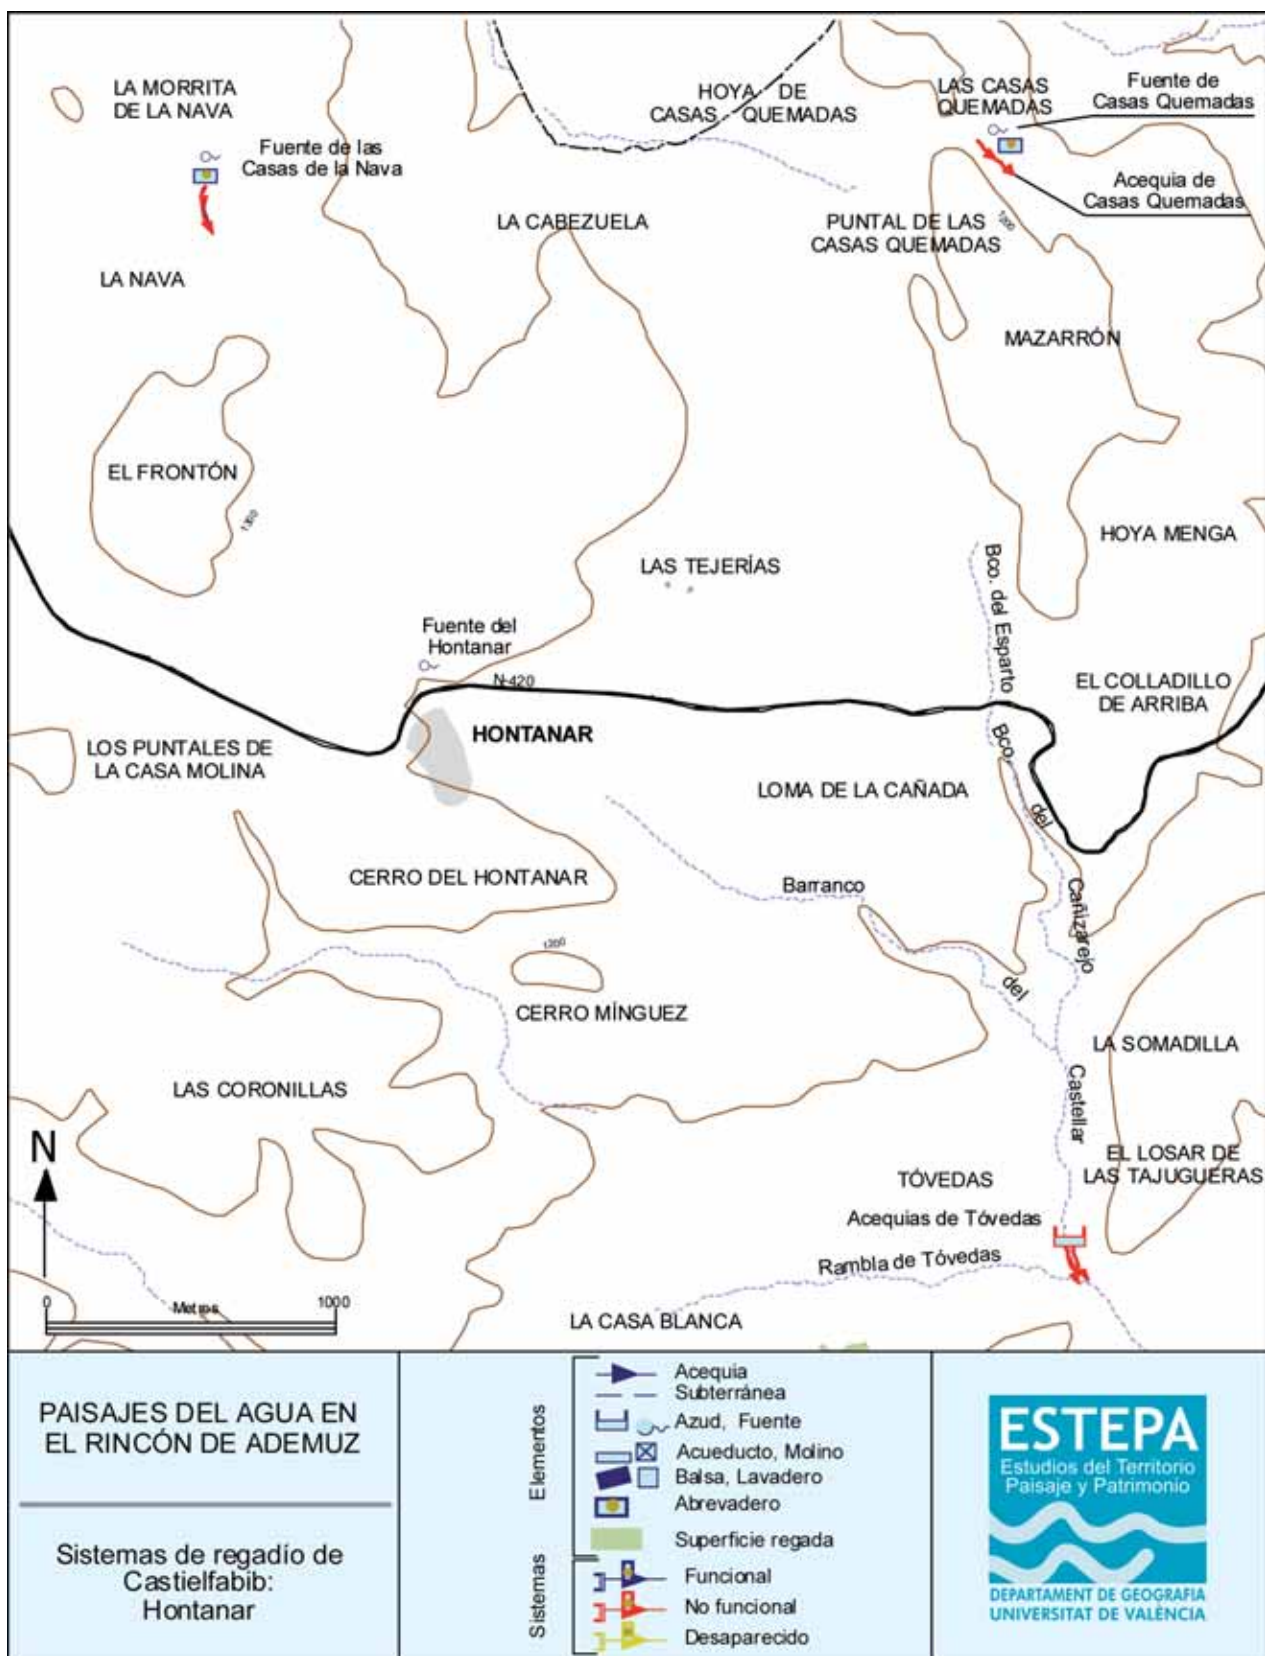 LA MORRITA
DE LA NAVA
HOYA DE
CASAS QUEMADAS
LAS CASAS
QUEMADAS
Fuente de
Casas Quemadas
Fuente de las
Casas de la Nava
Acequia de
Casas Quemadas
LA CABEZUELA
PUNTAL DE LAS
CASAS QUEMADAS
1200
LA NAVA
MAZARRÓN
EL FRONTÓN
1300
HOYA MENGA
LAS TEJERÍAS
Bco. del Esparto
Fuente del
Hontanar
N-420
EL COLLADILLO
DE ARRIBA
HONTANAR
LOS PUNTALES DE
LA CASA MOLINA
Bco. del Cañizarejo
LOMA DE LA CAÑADA
CERRO DEL HONTANAR
Barranco del Castellar
1200
CERRO MÍNGUEZ
LA SOMADILLA
LAS CORONILLAS
N
EL LOSAR DE
LAS TAJUGUERAS
TÓVEDAS
Acequias de Tóvedas
Rambla de Tóvedas
0 Metros 1000
LA CASA BLANCA
PAISAJES DEL AGUA EN
EL RINCÓN DE ADEMUZ
Sistemas de regadío de
Castielfabib:
Hontanar
Elementos
Acequia
Subterránea
Azud, Fuente
Acueducto, Molino
Balsa, Lavadero
Abrevadero
Superficie regada
Sistemas
Funcional
No funcional
Desaparecido
ESTEPA
Estudios del Territorio
Paisaje y Patrimonio
DEPARTAMENT DE GEOGRAFIA
UNIVERSITAT DE VALÈNCIA